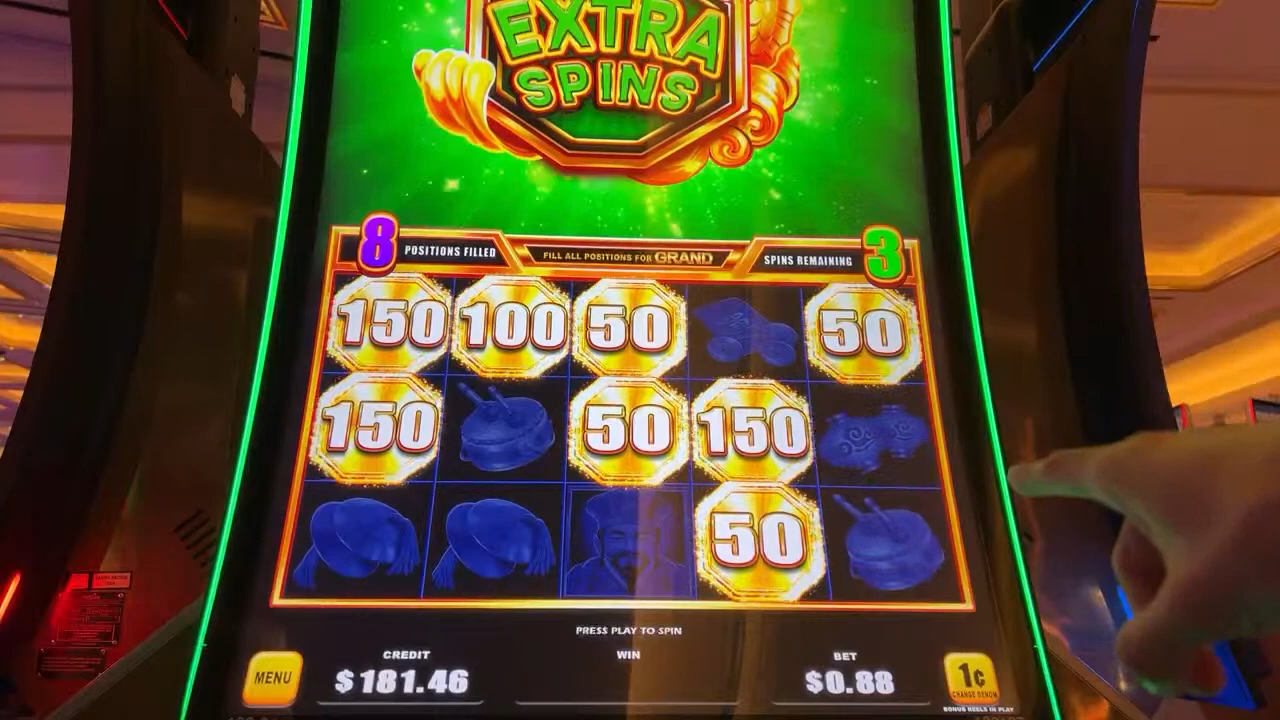 EXTRA
SPINS
8 POSITIONS FILLED
FILL ALL POSITIONS FOR GRAND
SPINS REMAINING 3
150 100 50 50
150 50 150
50
PRESS PLAY TO SPIN
CREDIT WIN BET
MENU $181.46 $0.88 1¢
CHANGE DENOM
BONUS REELS IN PLAY